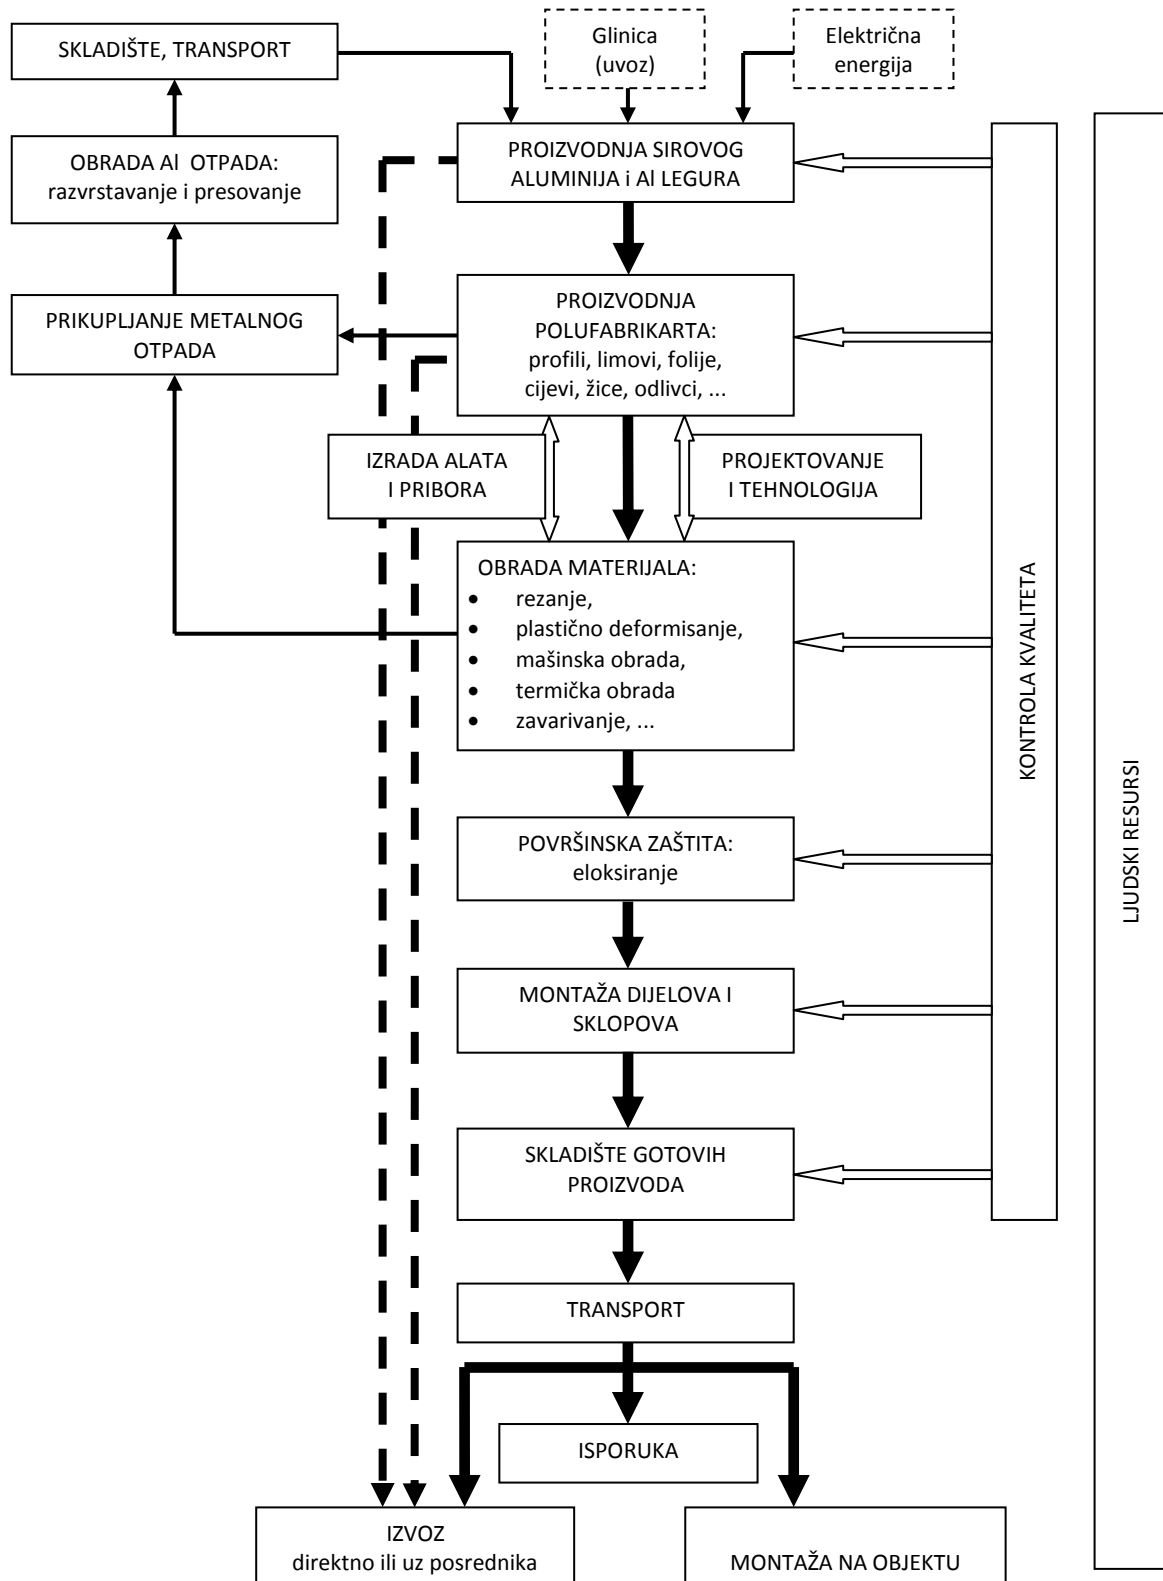 SKLADIŠTE, TRANSPORT
Glinica
(uvoz)
Električna
energija
OBRADA Al OTPADA:
razvrstavanje i presovanje
PROIZVODNJA SIROVOG
ALUMINIJA i Al LEGURA
PRIKUPLJANJE METALNOG
OTPADA
PROIZVODNJA
POLUFABRIKARTA:
profili, limovi, folije,
cijevi, žice, odlivci, ...
IZRADA ALATA
I PRIBORA
PROJEKTOVANJE
I TEHNOLOGIJA
OBRADA MATERIJALA:
• rezanje,
• plastično deformisanje,
• mašinska obrada,
• termička obrada
• zavarivanje, ...
POVRŠINSKA ZAŠTITA:
eloksiranje
MONTAŽA DIJELOVA I
SKLOPOVA
SKLADIŠTE GOTOVIH
PROIZVODA
TRANSPORT
ISPORUKA
IZVOZ
direktno ili uz posrednika
MONTAŽA NA OBJEKTU
KONTROLA KVALITETA
LJUDSKI RESURSI